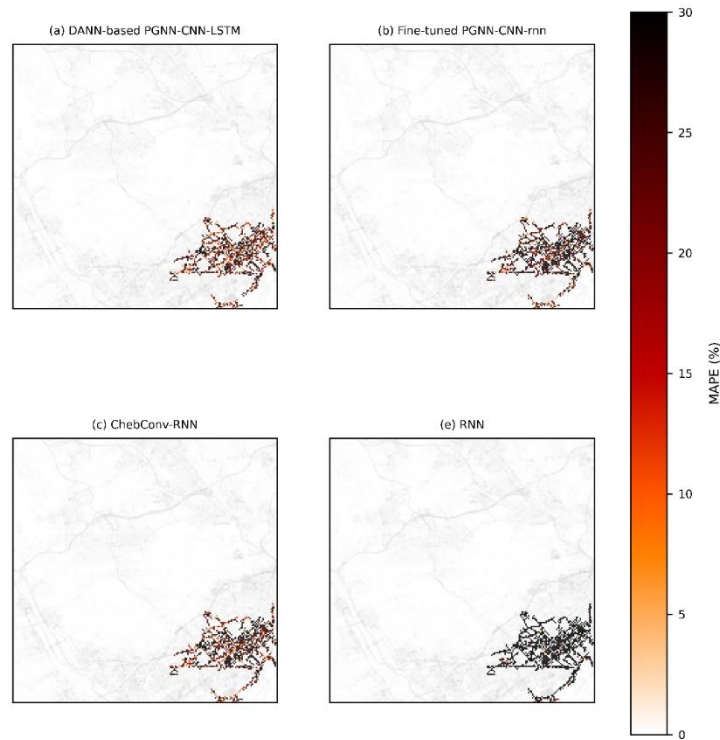 (a) DANN-based PGNN-CNN-LSTM
(b) Fine-tuned PGNN-CNN-rnn
(c) ChebConv-RNN
(e) RNN
30
25
20
15
10
5
0
MAPE (%)